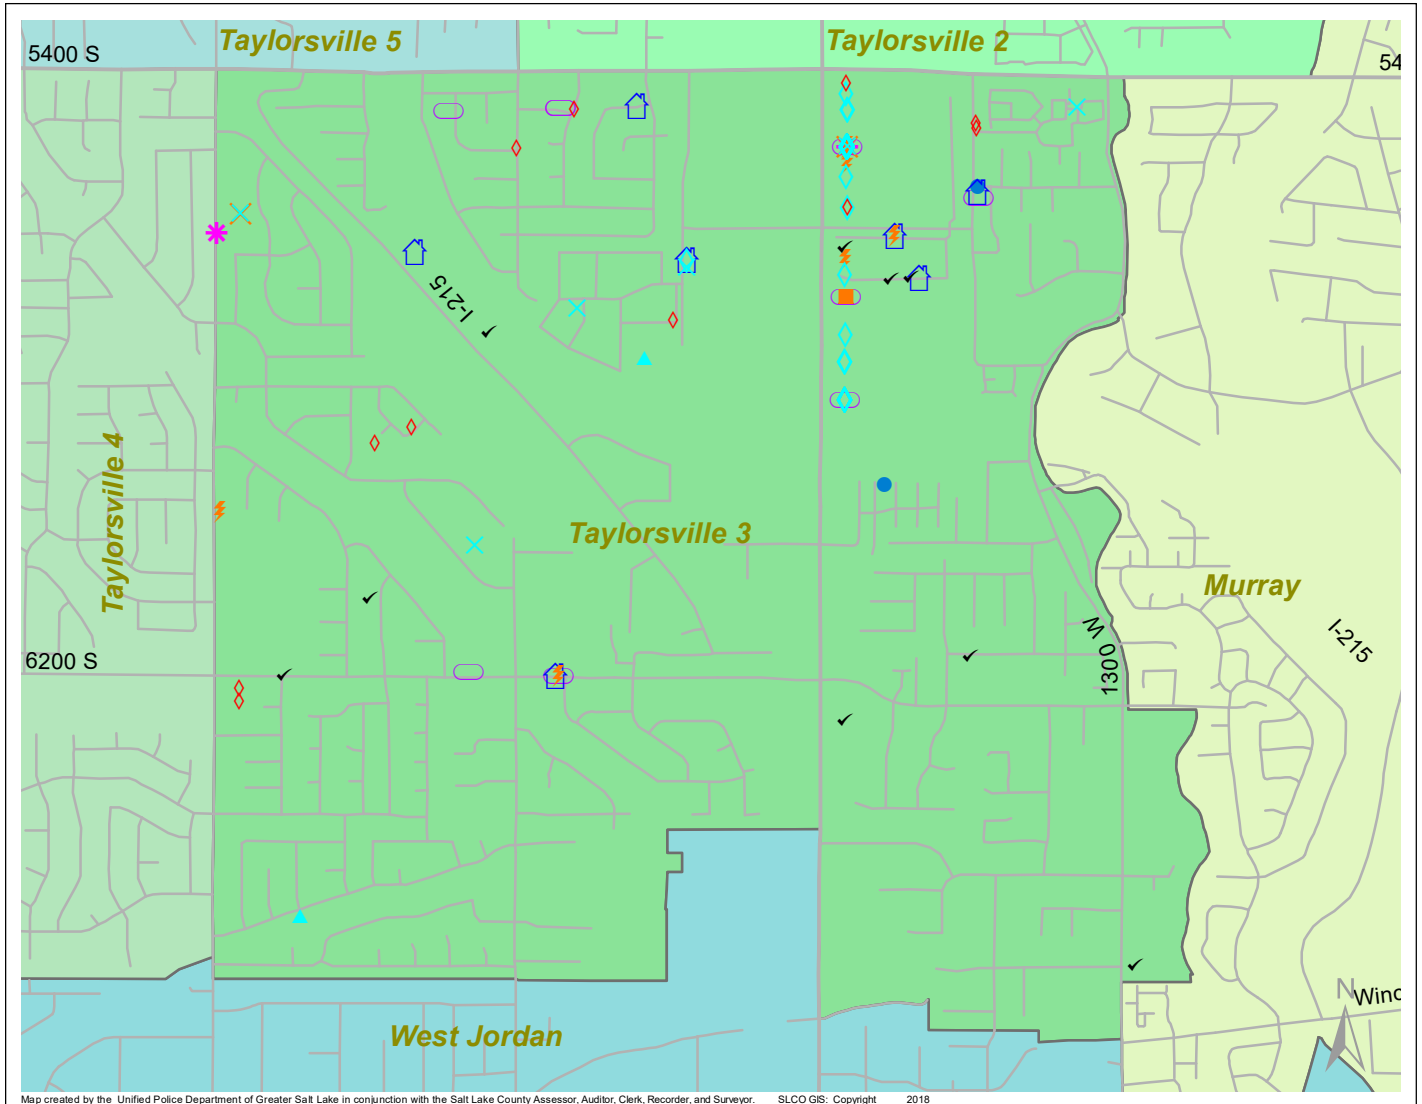 Taylorsville 5
Taylorsville 2
5400 S
54
I-215
Taylorsville 4
Taylorsville 3
Murray
I-215
1300 W
6200 S
N
Winc
West Jordan
Map created by the Unified Police Department of Greater Salt Lake in conjunction with the Salt Lake County Assessor, Auditor, Clerk, Recorder, and Surveyor. SLCO GIS: Copyright 2018